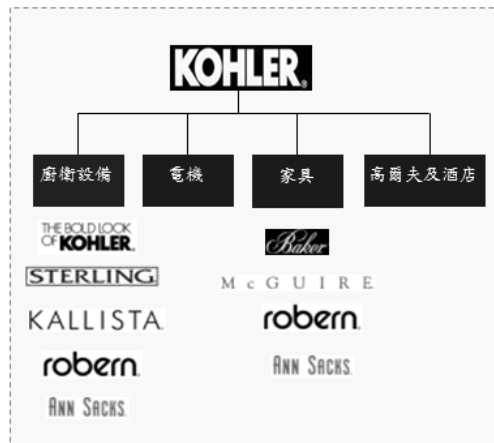 KOHLER®
廚衛設備
電機
家具
高爾夫及酒店
THE BOLD LOOK
OF KOHLER.
STERLING
KALLISTA
robern.
ANN SACKS.
Baker
McGUIRE
robern.
ANN SACKS.